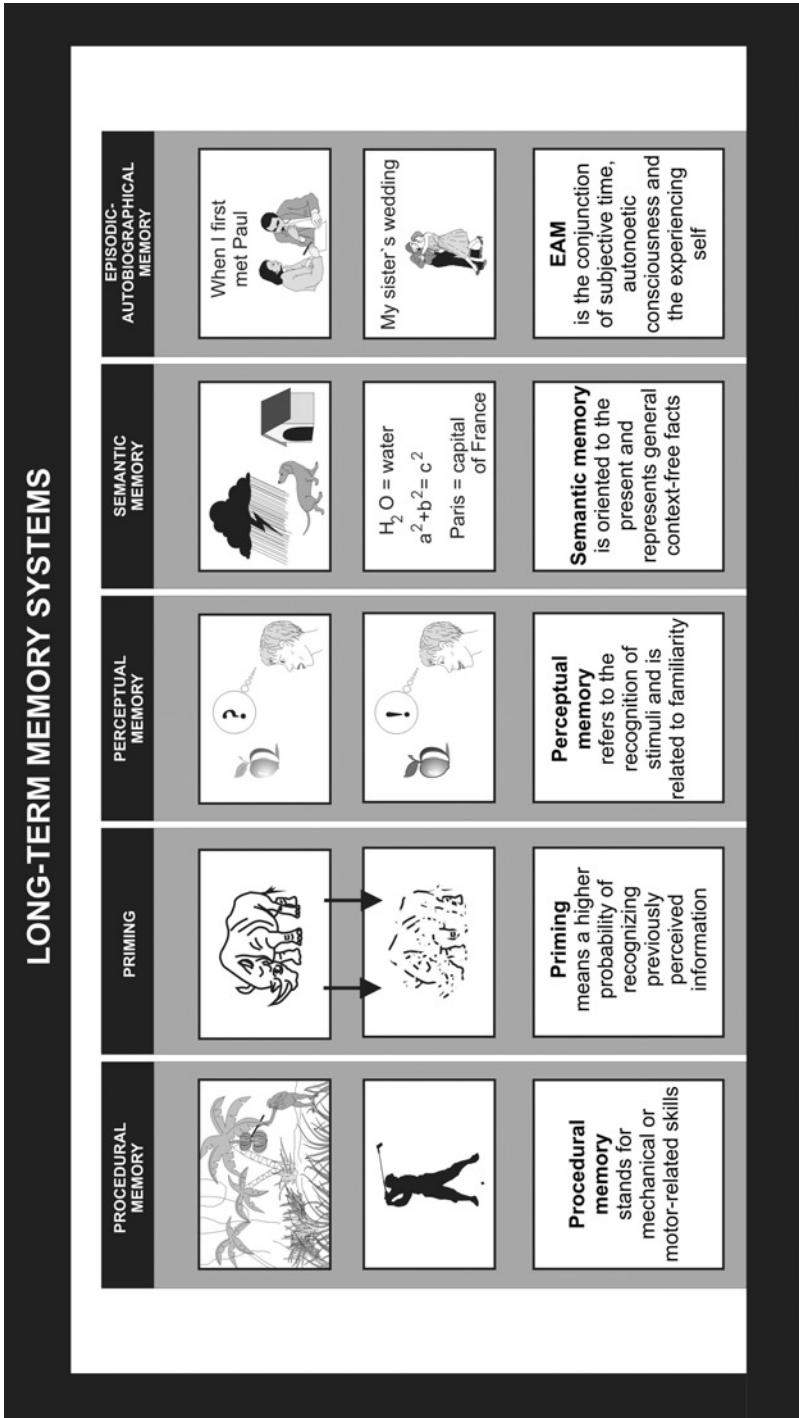 LONG-TERM MEMORY SYSTEMS
PROCEDURAL
MEMORY
Procedural
memory
stands for
mechanical or
motor-related skills
PRIMING
Priming
means a higher
probability of
recognizing
previously
perceived
information
PERCEPTUAL
MEMORY
?
!
Perceptual
memory
refers to the
recognition of
stimuli and is
related to familiarity
SEMANTIC
MEMORY
H₂O = water
a²+b²= c²
Paris = capital
of France
Semantic memory
is oriented to the
present and
represents general
context-free facts
EPISODIC-
AUTOBIOGRAPHICAL
MEMORY
When I first
met Paul
My sister`s wedding
EAM
is the conjunction
of subjective time,
autonoetic
consciousness and
the experiencing
self